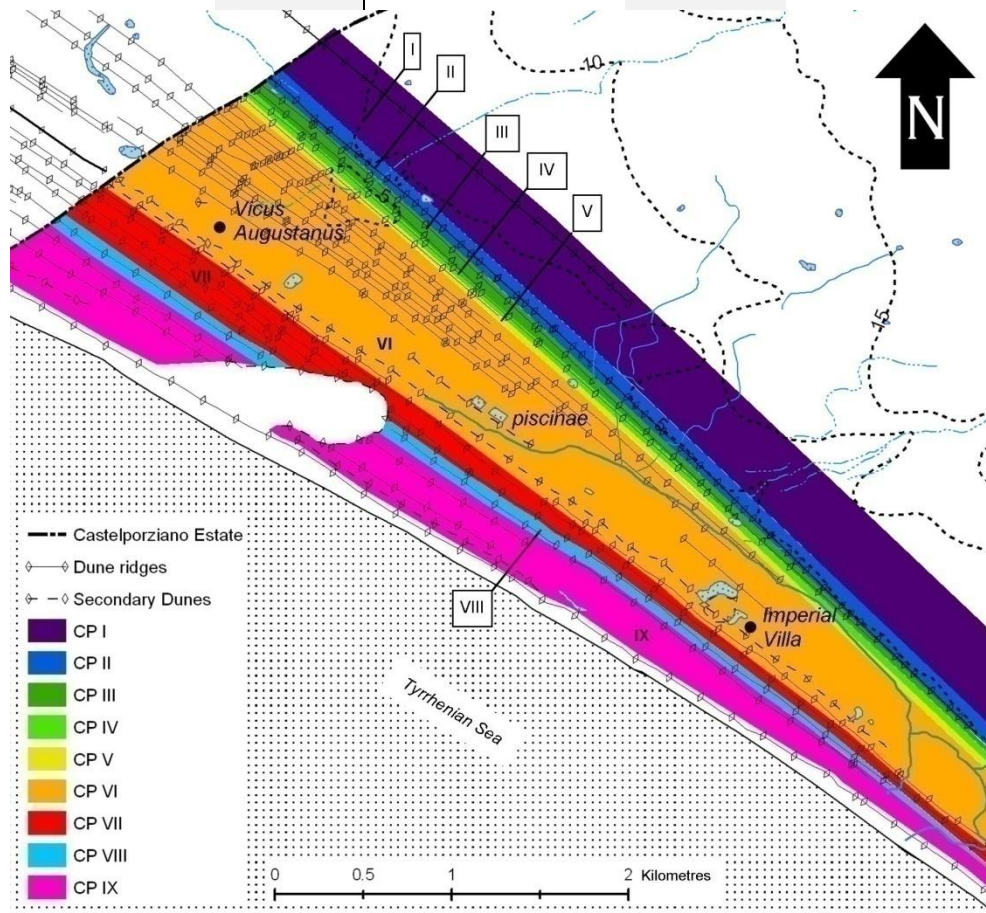 I
II
III
IV
V
10
N
5
15
Vicus
Augustanus
VII
VI
piscinae
VIII
IX
Imperial
Villa
Tyrrhenian Sea
Castelporziano Estate
Dune ridges
Secondary Dunes
CP I
CP II
CP III
CP IV
CP V
CP VI
CP VII
CP VIII
CP IX
0 0.5 1 2 Kilometres